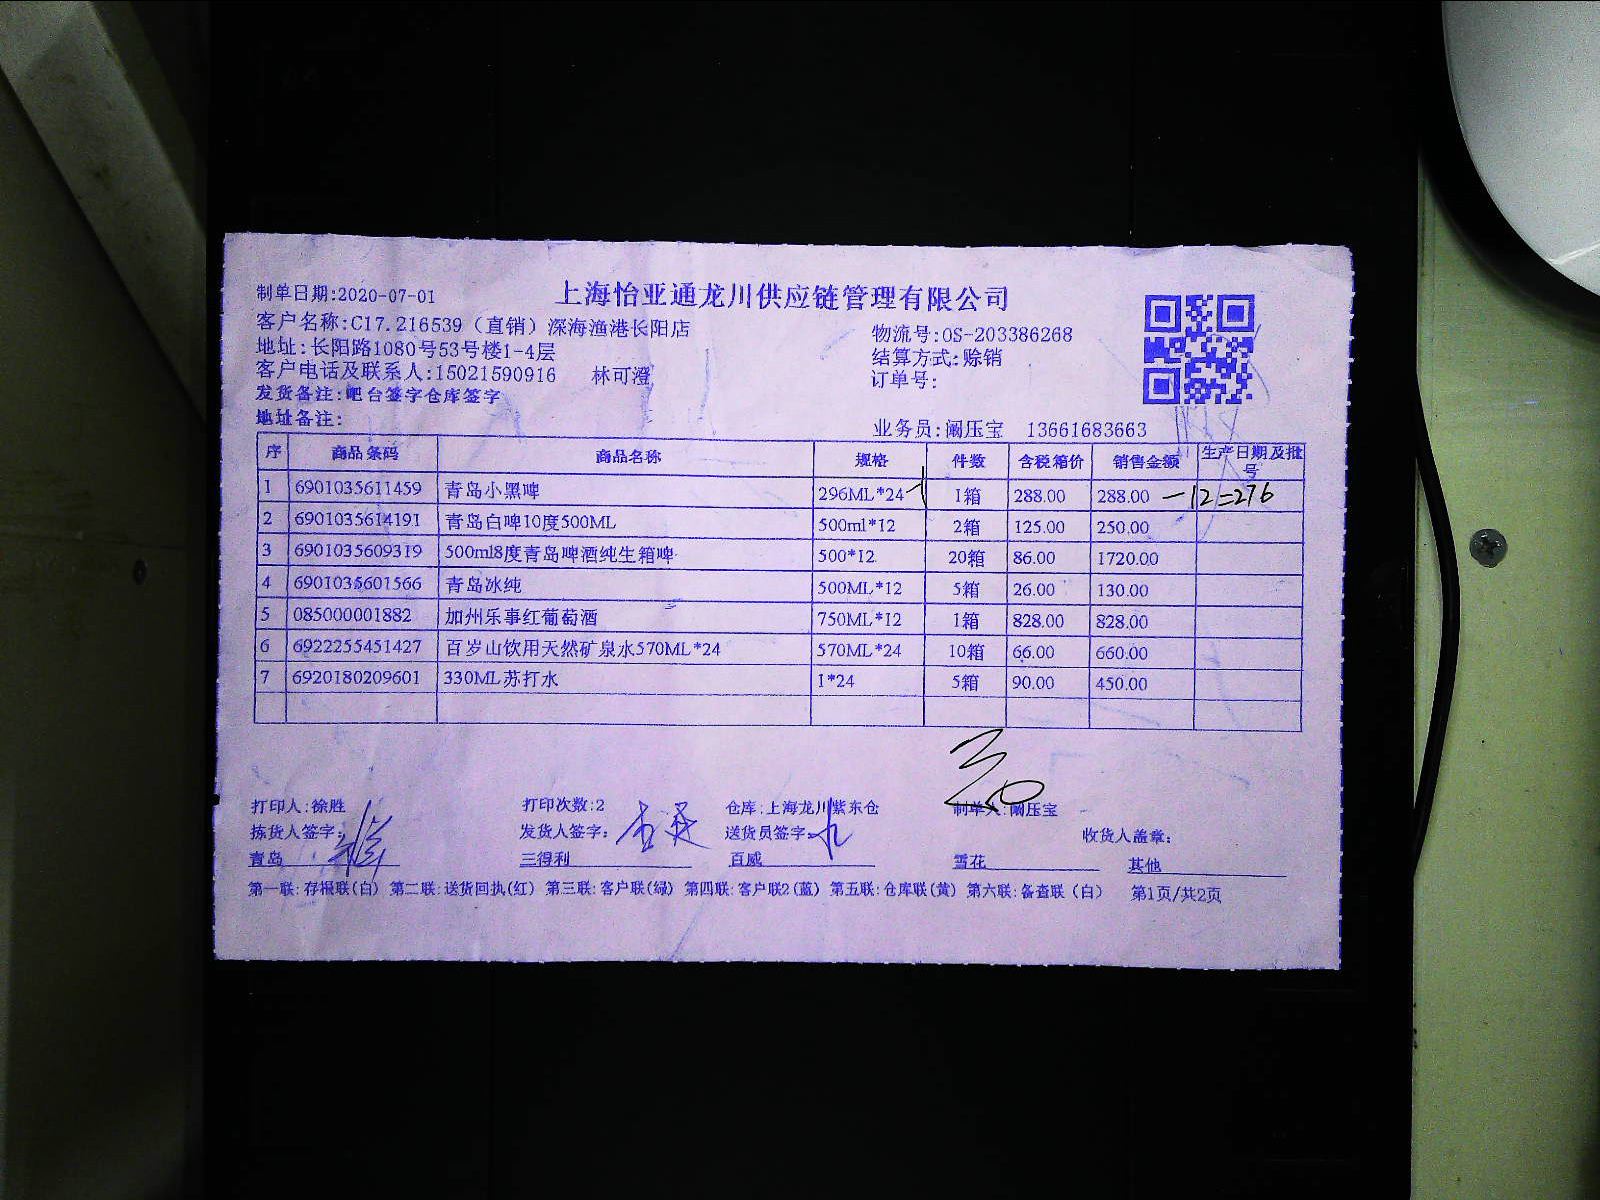 上海怡亚通龙川供应链管理有限公司
制单日期:2020-07-01
客户名称:C17.216539（直销）深海渔港长阳店 物流号:OS-203386268
地址:长阳路1080号53号楼1-4层 结算方式:赊销
客户电话及联系人:15021590916 林可澄 订单号:
发货备注:吧台签字仓库签字
地址备注: 业务员:阚压宝 13661683663
序 商品条码 商品名称 规格 件数 含税箱价 销售金额 生产日期及批号
1 6901035611459 青岛小黑啤 296ML*24 -1 1箱 288.00 288.00 -12=276
2 6901035614191 青岛白啤10度500ML 500ml*12 2箱 125.00 250.00
3 6901035609319 500ml8度青岛啤酒纯生箱啤 500*12 20箱 86.00 1720.00
4 6901035601566 青岛冰纯 500ML*12 5箱 26.00 130.00
5 085000001882 加州乐事红葡萄酒 750ML*12 1箱 828.00 828.00
6 6922255451427 百岁山饮用天然矿泉水570ML*24 570ML*24 10箱 66.00 660.00
7 6920180209601 330ML苏打水 1*24 5箱 90.00 450.00
打印人:徐胜 打印次数:2 仓库:上海龙川紫东仓 制单人:阚压宝
拣货人签字: 发货人签字: 送货员签字: 收货人盖章:
青岛 三得利 百威 雪花 其他
第一联:存根联(白) 第二联:送货回执(红) 第三联:客户联(绿) 第四联:客户联2(蓝) 第五联:仓库联(黄) 第六联:备查联（白） 第1页/共2页